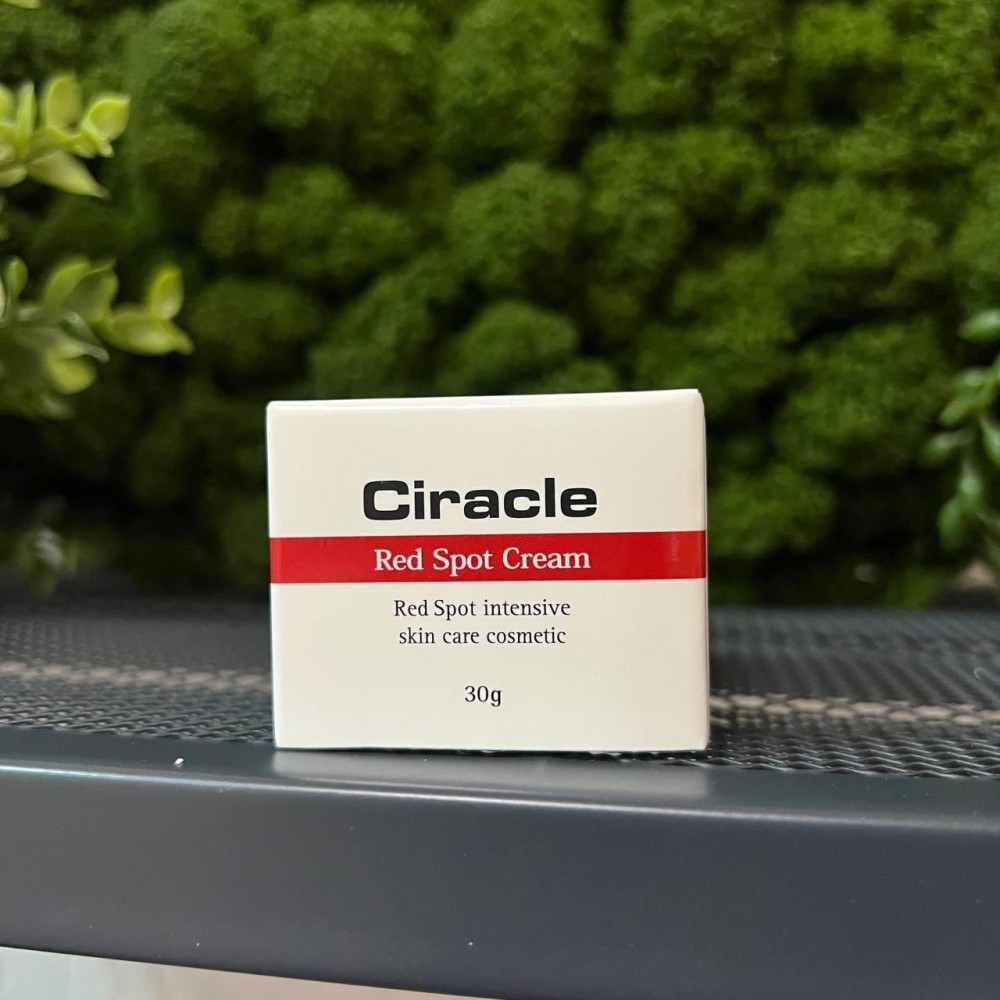 Ciracle
Red Spot Cream
Red Spot intensive
skin care cosmetic
30g